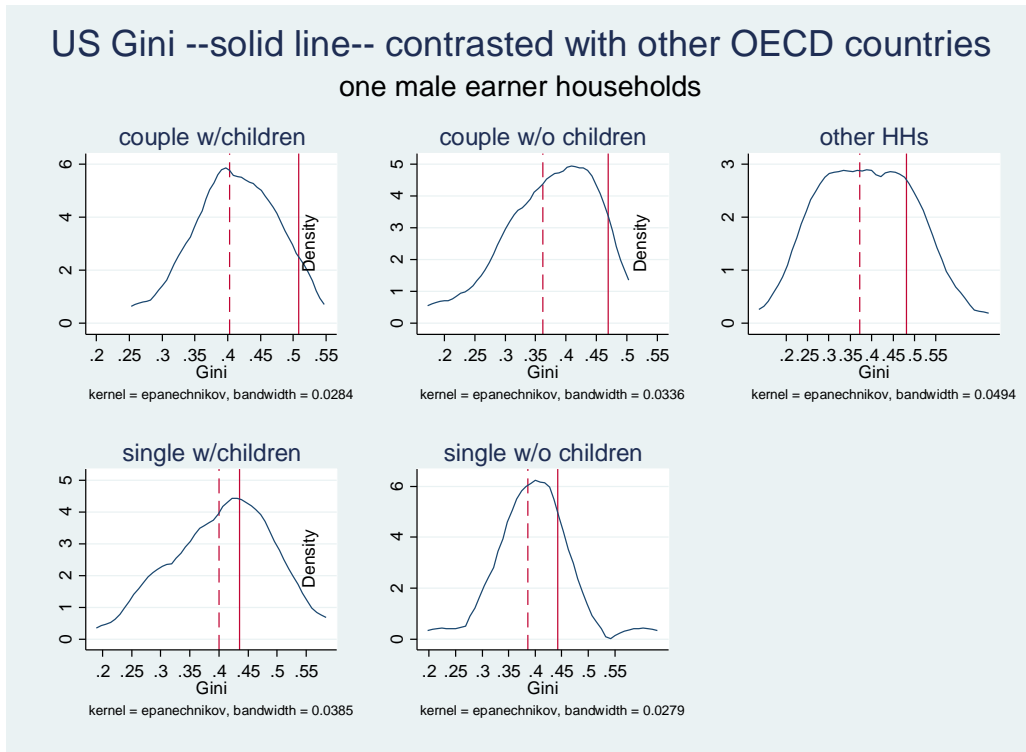 US Gini --solid line-- contrasted with other OECD countries
one male earner households
couple w/children
6
4
2
0
Density
.2 .25 .3 .35 .4 .45 .5 .55
Gini
kernel = epanechnikov, bandwidth = 0.0284
couple w/o children
5
4
3
2
1
0
Density
.2 .25 .3 .35 .4 .45 .5 .55
Gini
kernel = epanechnikov, bandwidth = 0.0336
other HHs
3
2
1
0
.2 .25 .3 .35 .4 .45 .5 .55
Gini
kernel = epanechnikov, bandwidth = 0.0494
single w/children
5
4
3
2
1
0
Density
.2 .25 .3 .35 .4 .45 .5 .55
Gini
kernel = epanechnikov, bandwidth = 0.0385
single w/o children
6
4
2
0
.2 .25 .3 .35 .4 .45 .5 .55
Gini
kernel = epanechnikov, bandwidth = 0.0279